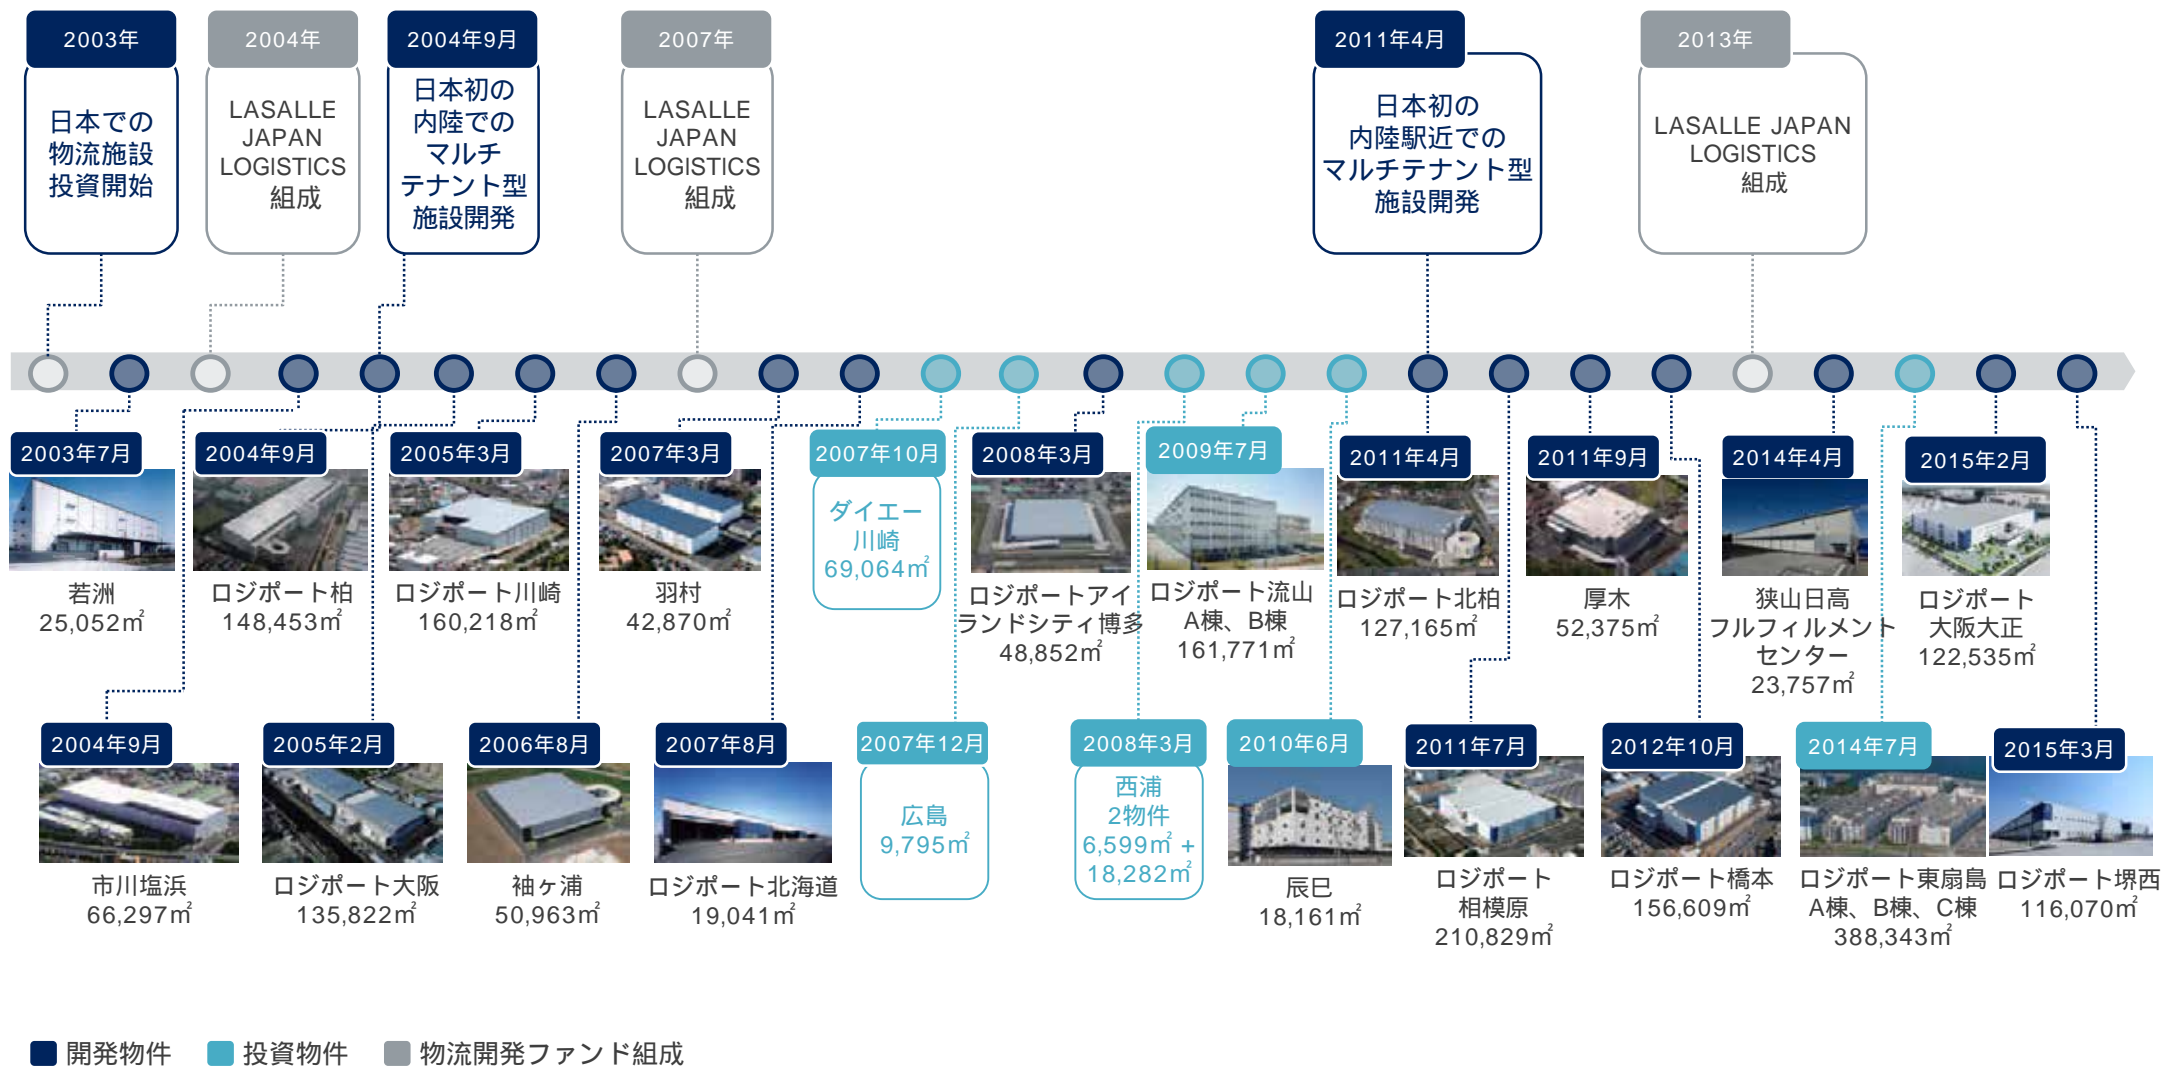 2003年
日本での
物流施設
投資開始
2004年
LASALLE
JAPAN
LOGISTICS
組成
2004年9月
日本初の
内陸での
マルチ
テナント型
施設開発
2007年
LASALLE
JAPAN
LOGISTICS
組成
2011年4月
日本初の
内陸駅近での
マルチテナント型
施設開発
2013年
LASALLE JAPAN
LOGISTICS
組成
2003年7月
若洲
25,052㎡
2004年9月
ロジポート柏
148,453㎡
2005年3月
ロジポート川崎
160,218㎡
2007年3月
羽村
42,870㎡
2007年10月
ダイエー
川崎
69,064㎡
2008年3月
ロジポートアイ
ランドシティ博多
48,852㎡
2009年7月
ロジポート流山
A棟、B棟
161,771㎡
2011年4月
ロジポート北柏
127,165㎡
2011年9月
厚木
52,375㎡
2014年4月
狭山日高
フルフィルメント
センター
23,757㎡
2015年2月
ロジポート
大阪大正
122,535㎡
2004年9月
市川塩浜
66,297㎡
2005年2月
ロジポート大阪
135,822㎡
2006年8月
袖ヶ浦
50,963㎡
2007年8月
ロジポート北海道
19,041㎡
2007年12月
広島
9,795㎡
2008年3月
西浦
2物件
6,599㎡ +
18,282㎡
2010年6月
辰巳
18,161㎡
2011年7月
ロジポート
相模原
210,829㎡
2012年10月
ロジポート橋本
156,609㎡
2014年7月
ロジポート東扇島
A棟、B棟、C棟
388,343㎡
2015年3月
ロジポート堺西
116,070㎡
開発物件
投資物件
物流開発ファンド組成